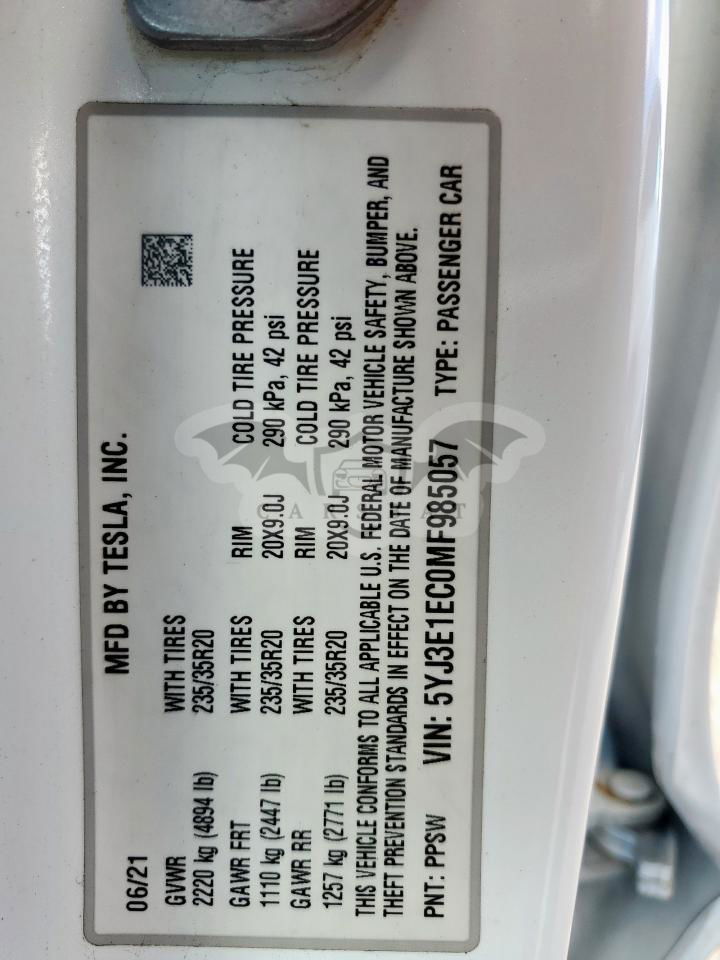 MFD BY TESLA, INC.
06/21
GVWR WITH TIRES
2220 kg (4894 lb) 235/35R20
GAWR FRT WITH TIRES RIM COLD TIRE PRESSURE
1110 kg (2447 lb) 235/35R20 20X9.0J 290 kPa, 42 psi
GAWR RR WITH TIRES RIM COLD TIRE PRESSURE
1257 kg (2771 lb) 235/35R20 20X9.0J 290 kPa, 42 psi
THIS VEHICLE CONFORMS TO ALL APPLICABLE U.S. FEDERAL MOTOR VEHICLE SAFETY, BUMPER, AND
THEFT PREVENTION STANDARDS IN EFFECT ON THE DATE OF MANUFACTURE SHOWN ABOVE.
PNT: PPSW VIN: 5YJ3E1EC0MF985057 TYPE: PASSENGER CAR